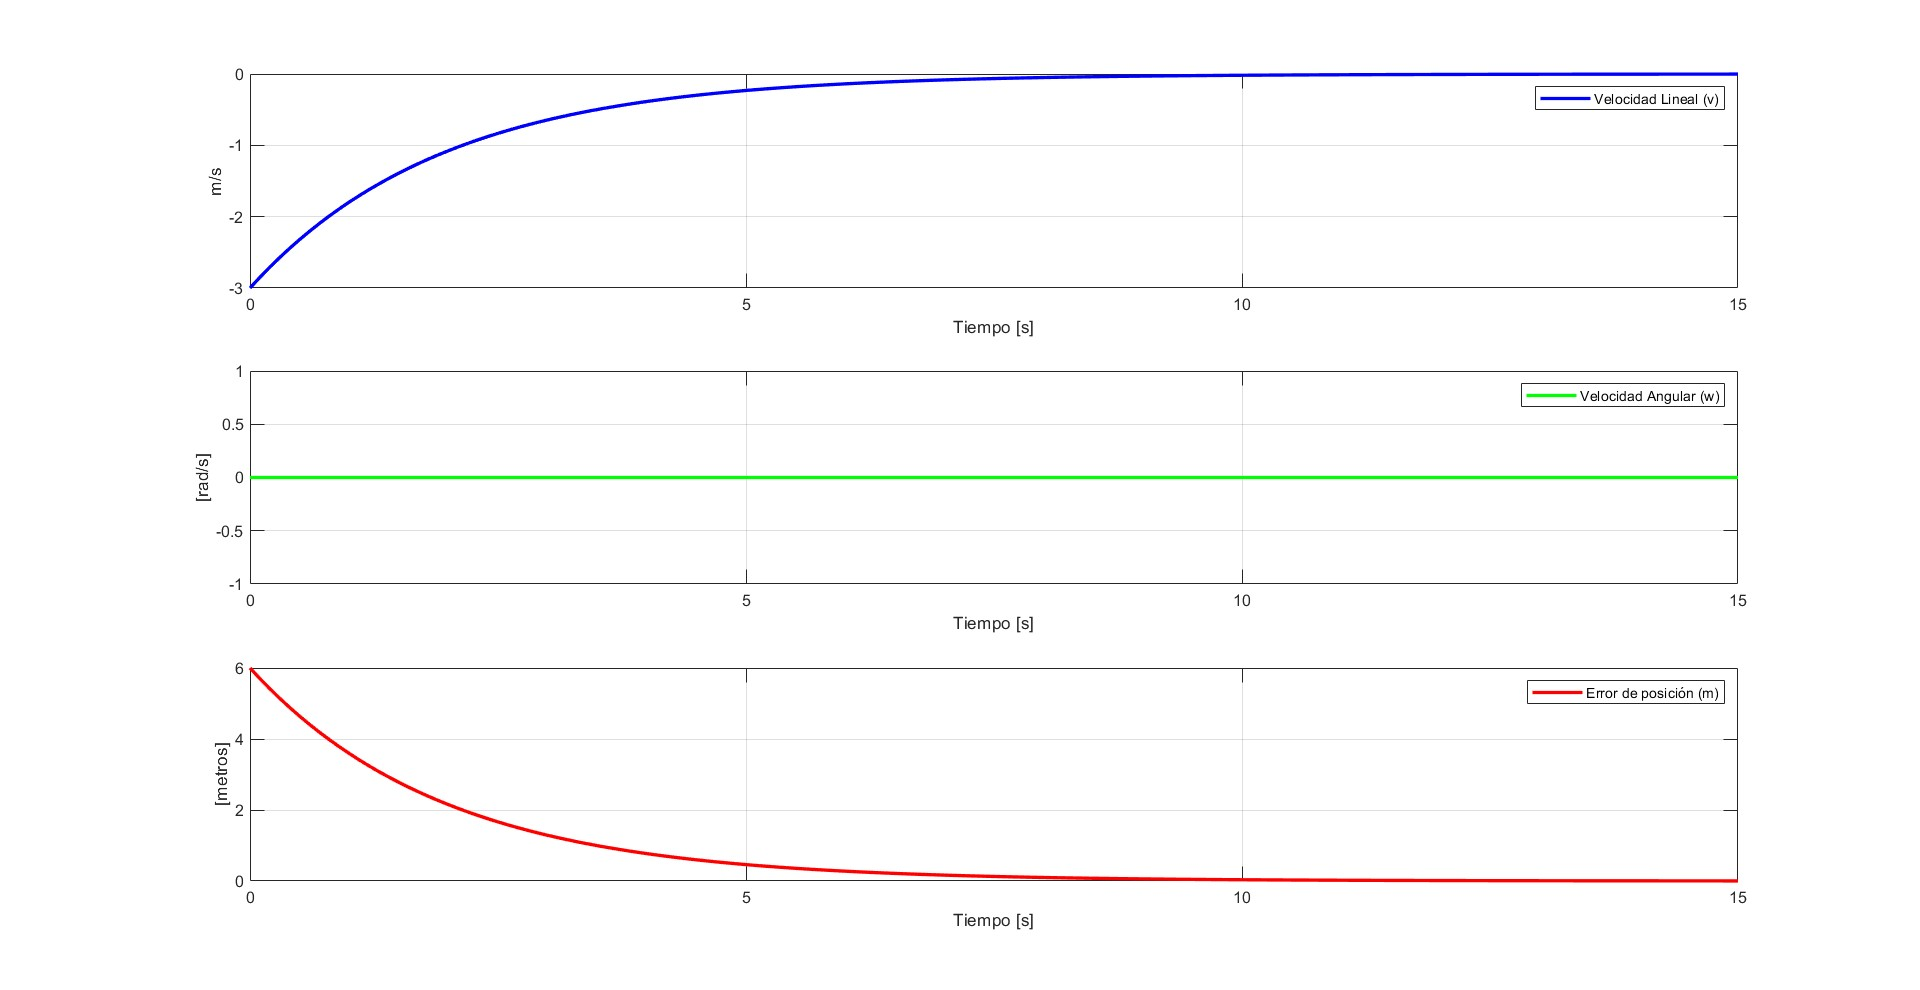 0
-1
-2
-3
m/s
Velocidad Lineal (v)
0 5 10 15
Tiempo [s]
1
0.5
0
-0.5
-1
[rad/s]
Velocidad Angular (w)
0 5 10 15
Tiempo [s]
6
4
2
0
[metros]
Error de posición (m)
0 5 10 15
Tiempo [s]